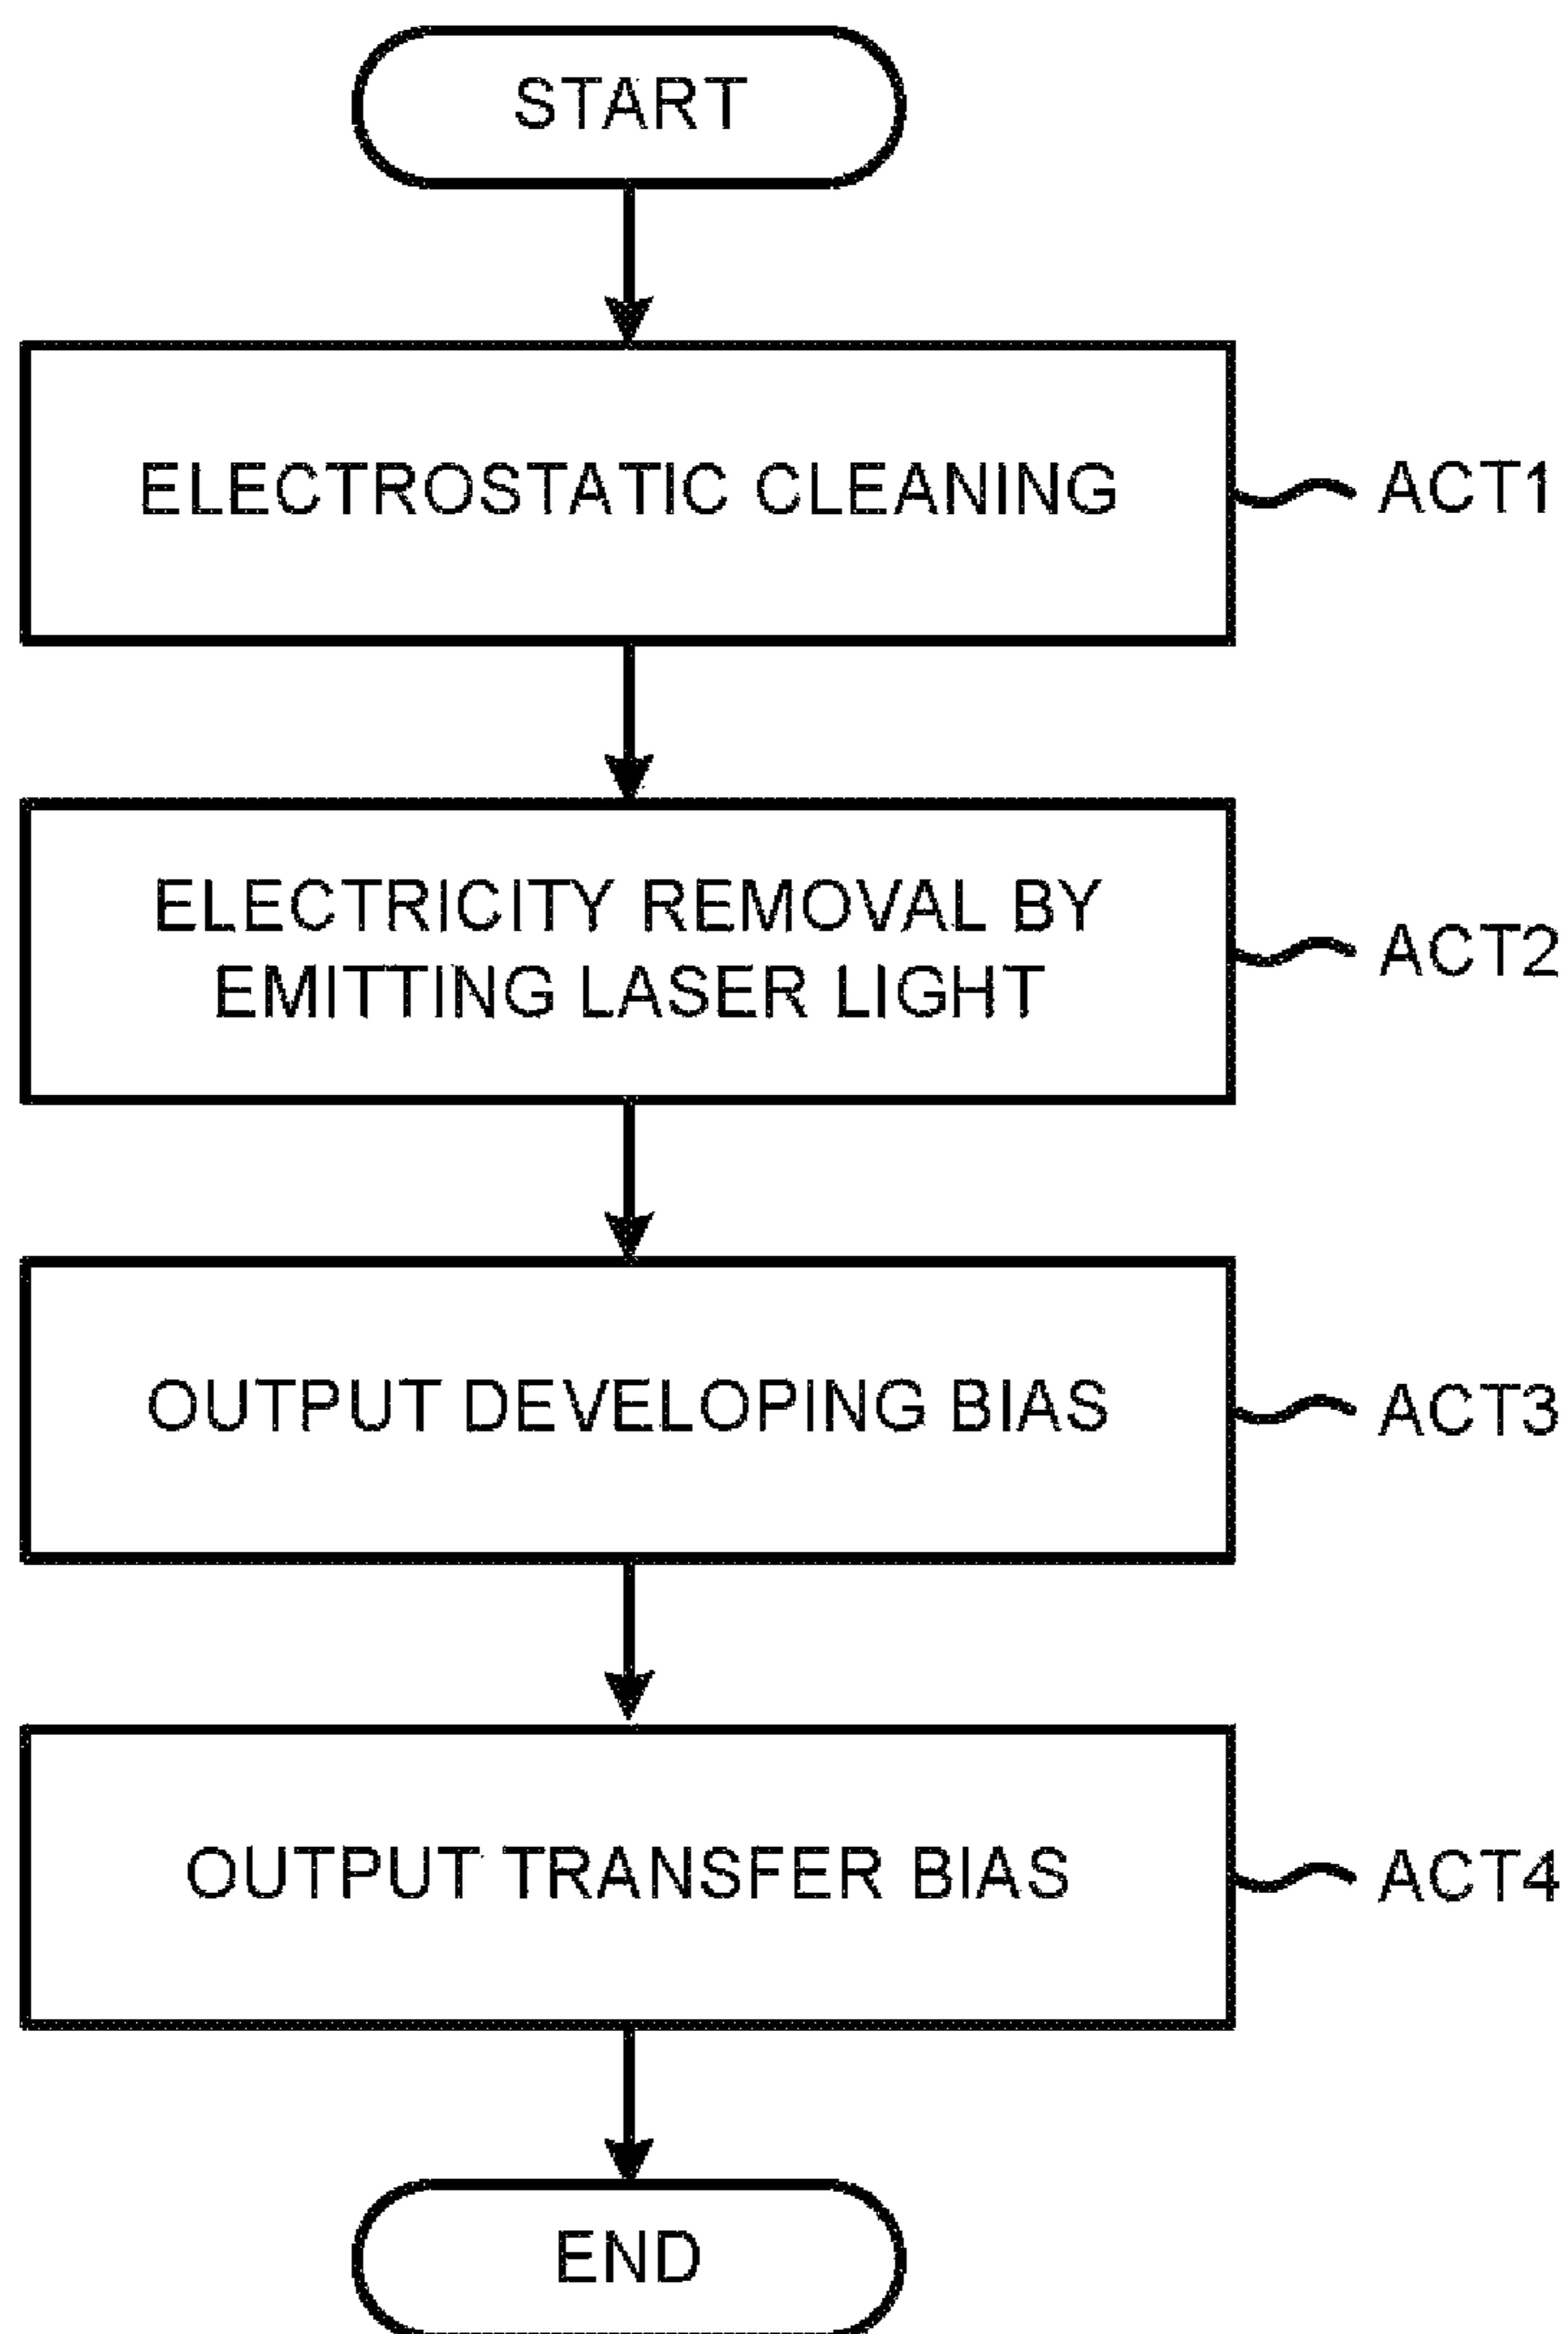 START
ELECTROSTATIC CLEANING
ACT1
ELECTRICITY REMOVAL BY
EMITTING LASER LIGHT
ACT2
OUTPUT DEVELOPING BIAS
ACT3
OUTPUT TRANSFER BIAS
ACT4
END